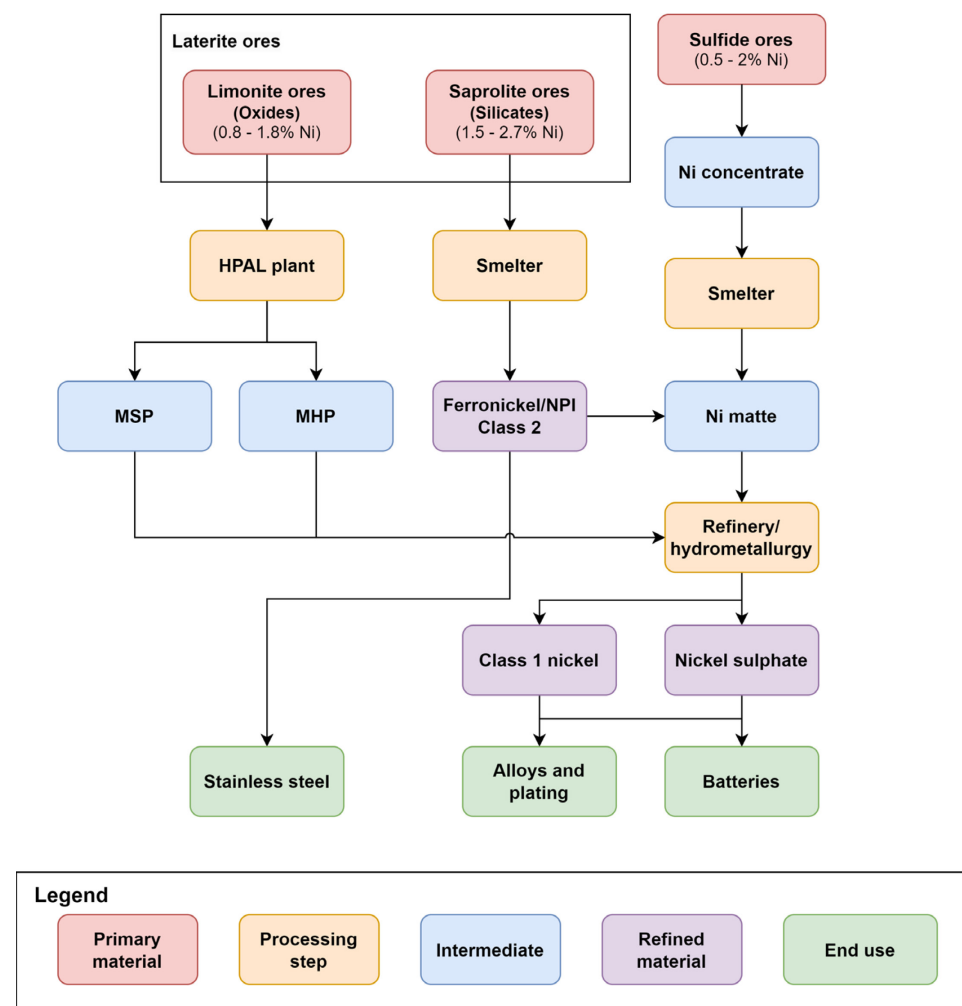 Laterite ores
Sulfide ores
(0.5 - 2% Ni)
Limonite ores
(Oxides)
(0.8 - 1.8% Ni)
Saprolite ores
(Silicates)
(1.5 - 2.7% Ni)
Ni concentrate
HPAL plant
Smelter
Smelter
MSP
MHP
Ferronickel/NPI
Class 2
Ni matte
Refinery/
hydrometallurgy
Class 1 nickel
Nickel sulphate
Stainless steel
Alloys and
plating
Batteries
Legend
Primary
material
Processing
step
Intermediate
Refined
material
End use